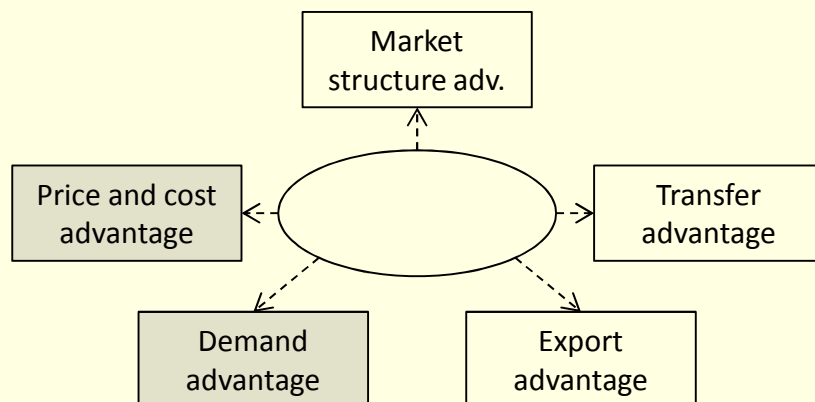 Market
structure adv.
Price and cost
advantage
Transfer
advantage
Demand
advantage
Export
advantage